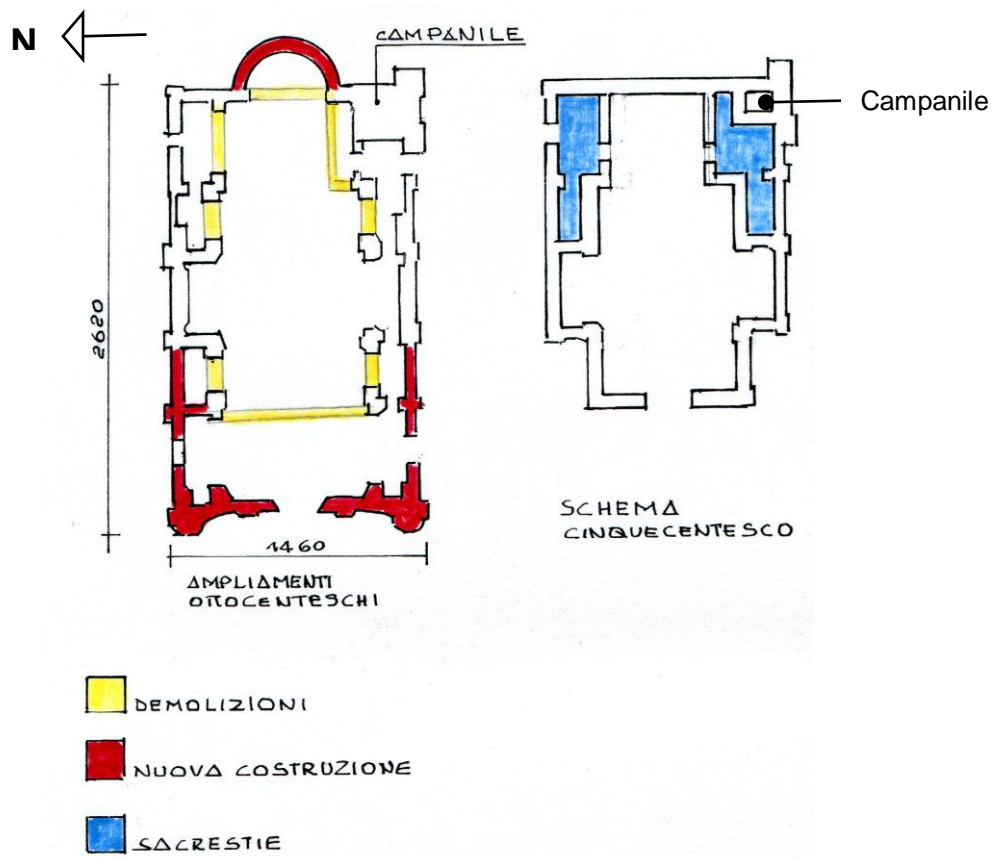 N
CAMPANILE
Campanile
2620
1460
AMPLIAMENTI
OTTOCENTESCHI
SCHEMA
CINQUECENTESCO
DEMOLIZIONI
NUOVA COSTRUZIONE
SACRESTIE